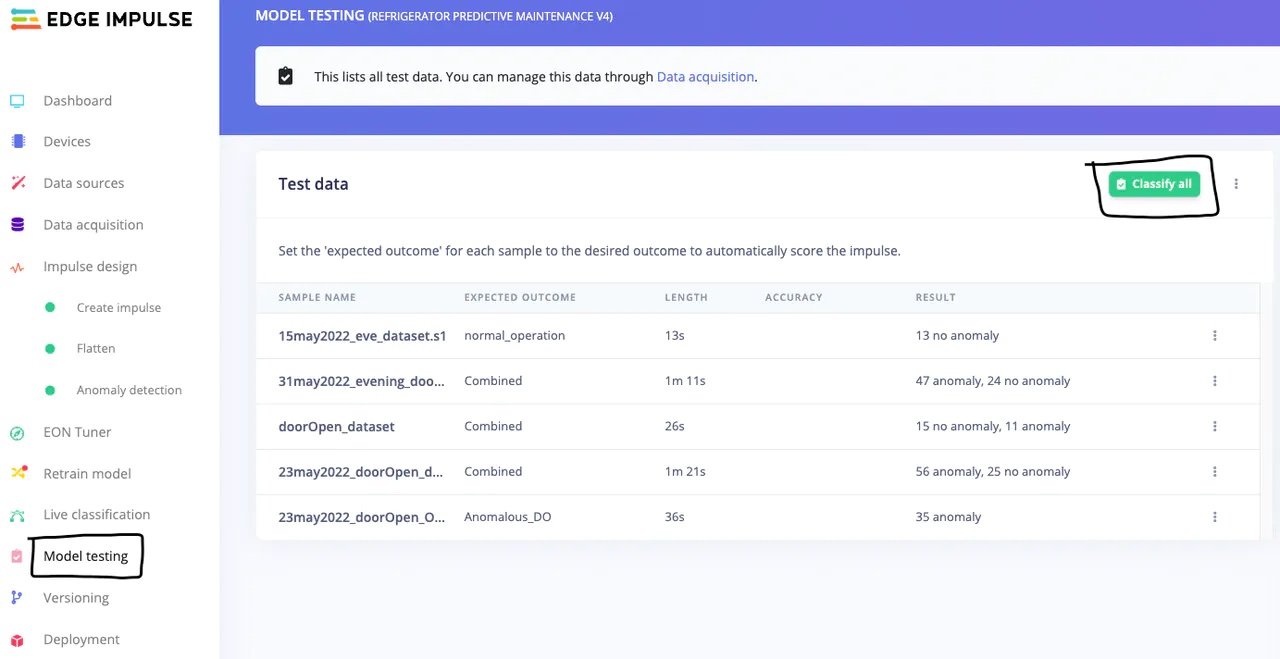 EDGE IMPULSE
Dashboard
Devices
Data sources
Data acquisition
Impulse design
Create impulse
Flatten
Anomaly detection
EON Tuner
Retrain model
Live classification
Model testing
Versioning
Deployment
MODEL TESTING (REFRIGERATOR PREDICTIVE MAINTENANCE V4)
This lists all test data. You can manage this data through Data acquisition.
Test data
Classify all
Set the 'expected outcome' for each sample to the desired outcome to automatically score the impulse.
SAMPLE NAME EXPECTED OUTCOME LENGTH ACCURACY RESULT
15may2022_eve_dataset.s1 normal_operation 13s 13 no anomaly
31may2022_evening_doo... Combined 1m 11s 47 anomaly, 24 no anomaly
doorOpen_dataset Combined 26s 15 no anomaly, 11 anomaly
23may2022_doorOpen_d... Combined 1m 21s 56 anomaly, 25 no anomaly
23may2022_doorOpen_O... Anomalous_DO 36s 35 anomaly